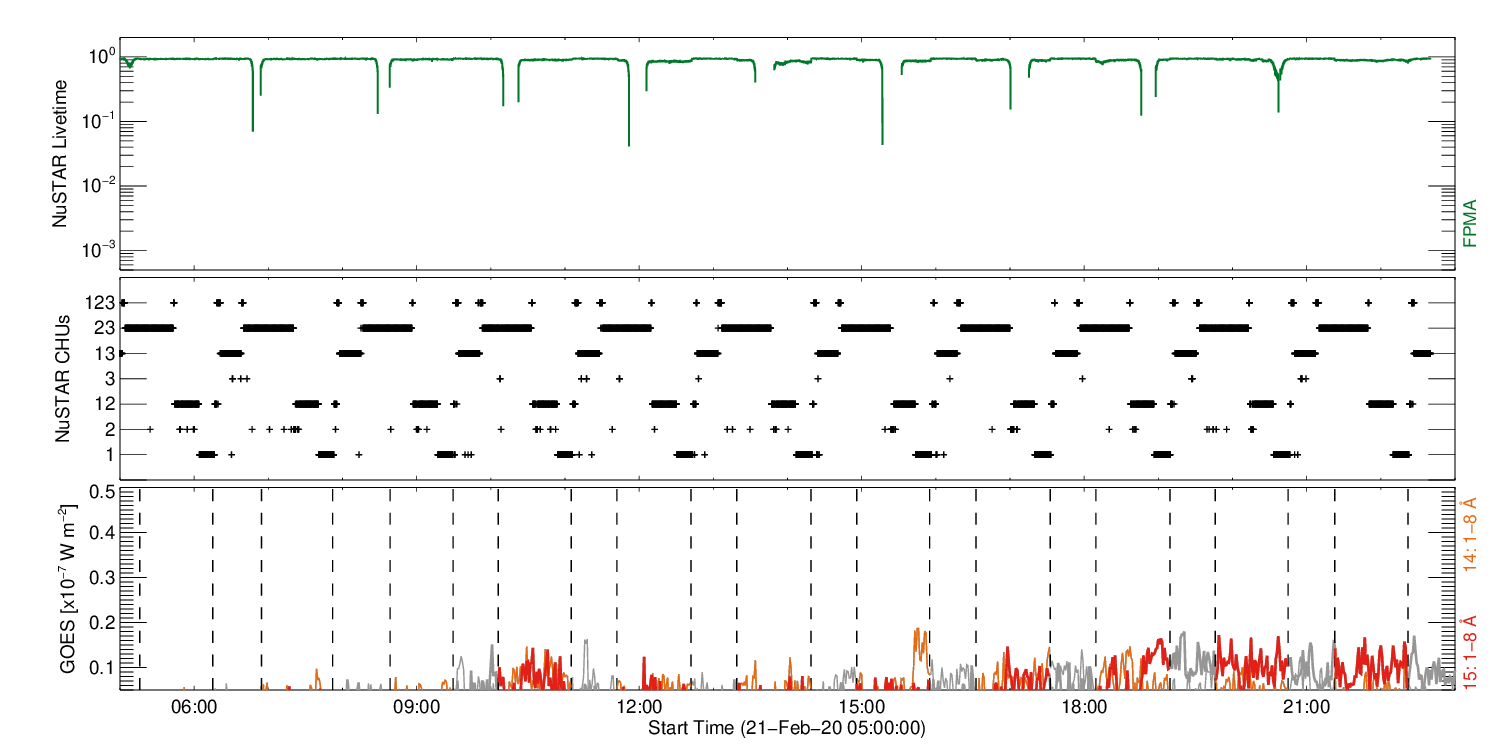 NuSTAR Livetime
10⁰
10⁻¹
10⁻²
10⁻³
FPMA
NuSTAR CHUs
123
23
13
3
12
2
1
GOES [x10⁻⁷ W m⁻²]
0.5
0.4
0.3
0.2
0.1
14: 1−8 Å
15: 1−8 Å
06:00 09:00 12:00 15:00 18:00 21:00
Start Time (21−Feb−20 05:00:00)